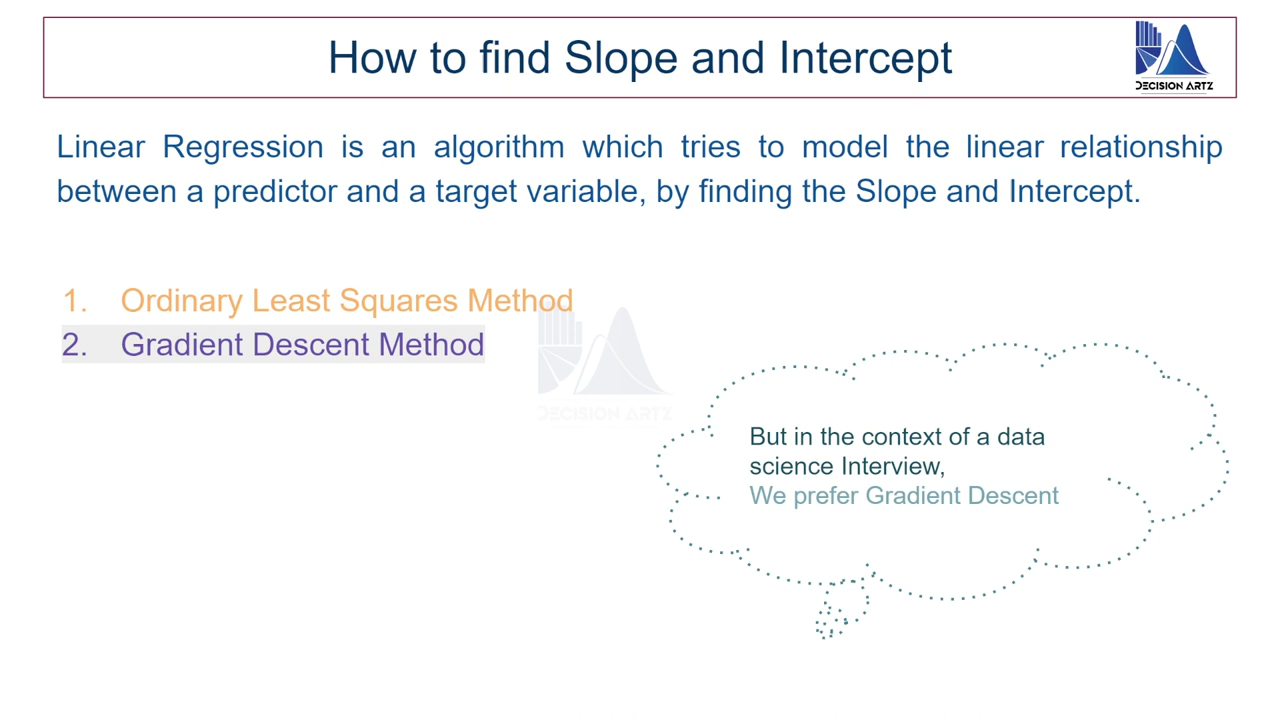 How to find Slope and Intercept
DECISION ARTZ
Linear Regression is an algorithm which tries to model the linear relationship
between a predictor and a target variable, by finding the Slope and Intercept.
1. Ordinary Least Squares Method
2. Gradient Descent Method
DECISION ARTZ
But in the context of a data
science Interview,
We prefer Gradient Descent